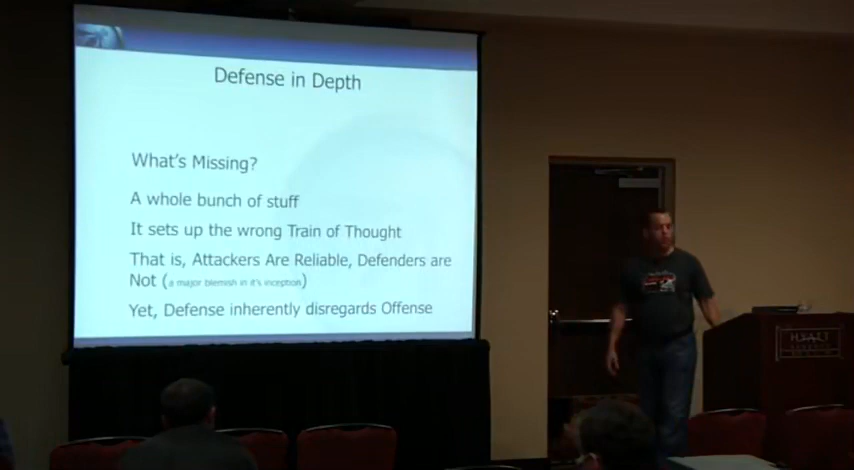 Defense in Depth
What's Missing?
A whole bunch of stuff
It sets up the wrong Train of Thought
That is, Attackers Are Reliable, Defenders are
Not (a major blemish in it's inception)
Yet, Defense inherently disregards Offense
HYATT